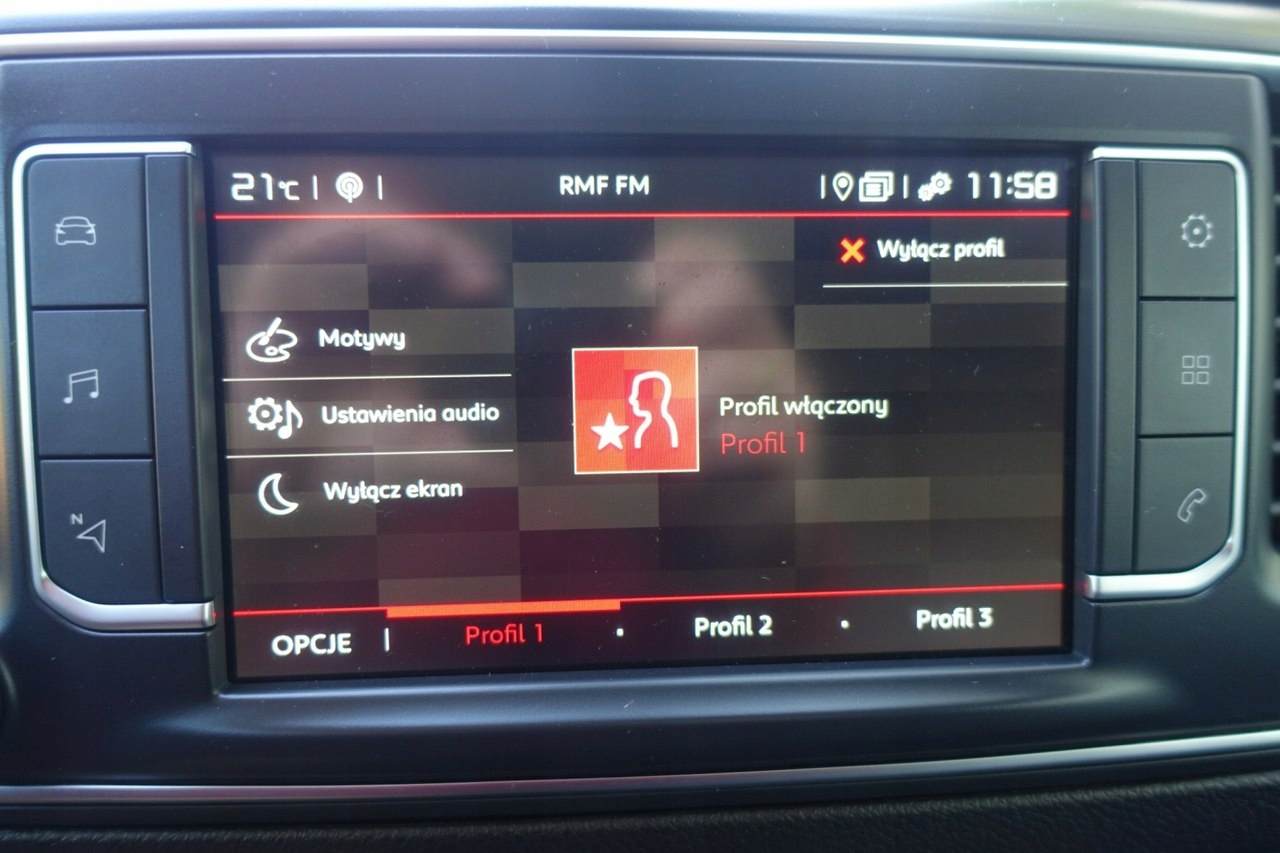 21°C
RMF FM
11:58
Wyłącz profil
Motywy
Ustawienia audio
Wyłącz ekran
Profil włączony
Profil 1
OPCJE
Profil 1
Profil 2
Profil 3
N